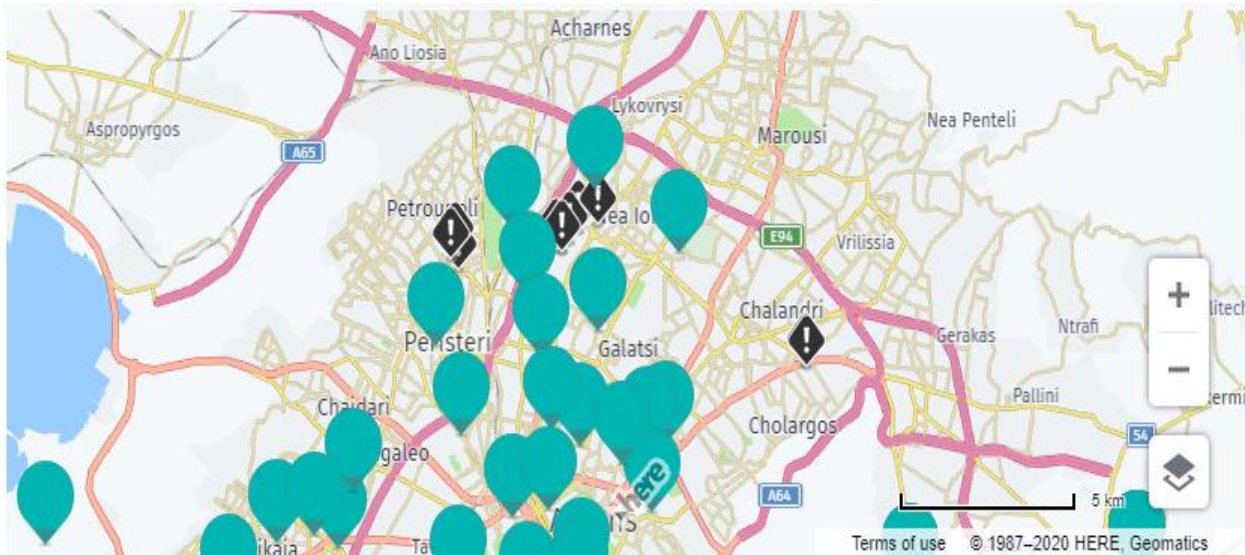 Acharnes
Ano Liosia
Lykovrysi
Aspropyrgos
Nea Penteli
Marousi
A65
E94
Vrilissia
Chalandri
Gerakas
Ntrafi
Peristeri
Galatsi
Pallini
Chaidari
Cholargos
54
A64
5 km
here
Terms of use © 1987–2020 HERE, Geomatics